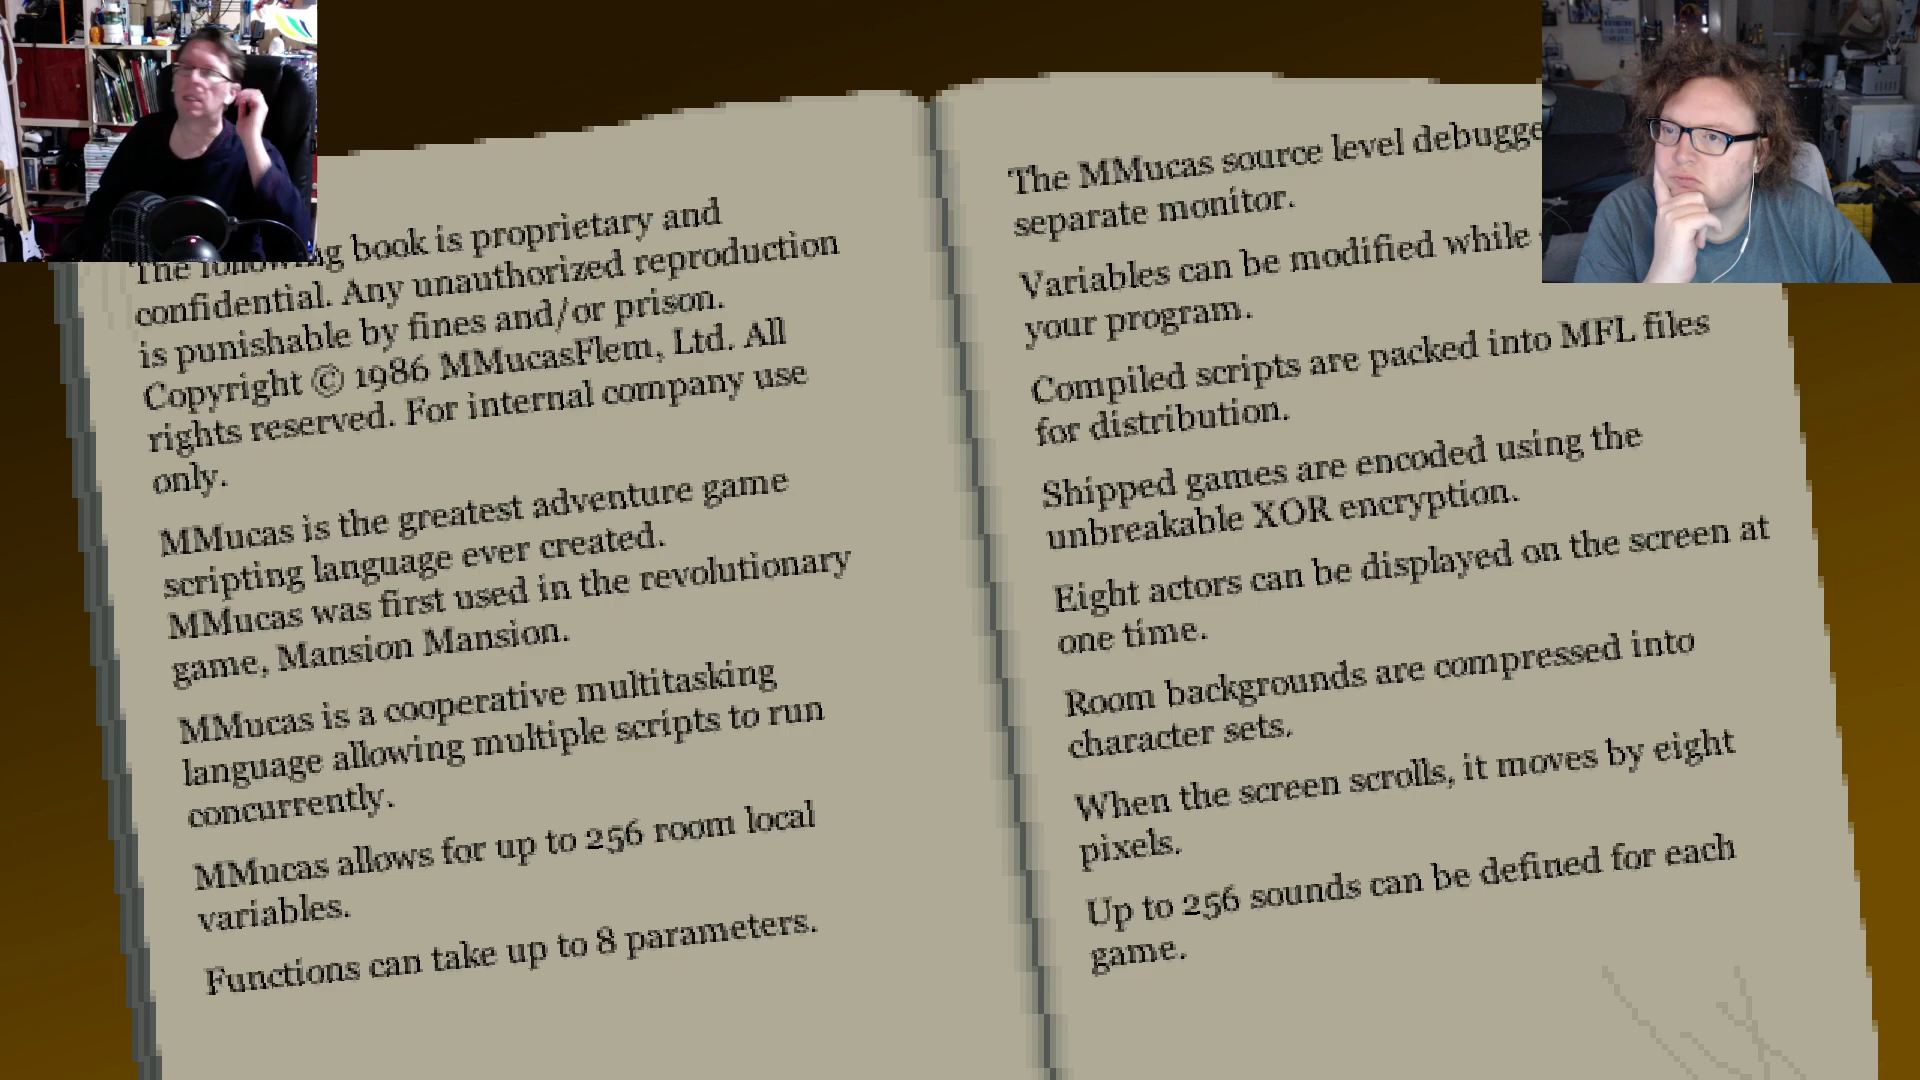 The following book is proprietary and
confidential. Any unauthorized reproduction
is punishable by fines and/or prison.
Copyright © 1986 MMucasFlem, Ltd. All
rights reserved. For internal company use
only.
MMucas is the greatest adventure game
scripting language ever created.
MMucas was first used in the revolutionary
game, Mansion Mansion.
MMucas is a cooperative multitasking
language allowing multiple scripts to run
concurrently.
MMucas allows for up to 256 room local
variables.
Functions can take up to 8 parameters.
The MMucas source level
separate monitor.
Variables can be modified while
your program.
Compiled scripts are packed into MFL files
for distribution.
Shipped games are encoded using the
unbreakable XOR encryption.
Eight actors can be displayed on the screen at
one time.
Room backgrounds are compressed into
character sets.
When the screen scrolls, it moves by eight
pixels.
Up to 256 sounds can be defined for each
game.